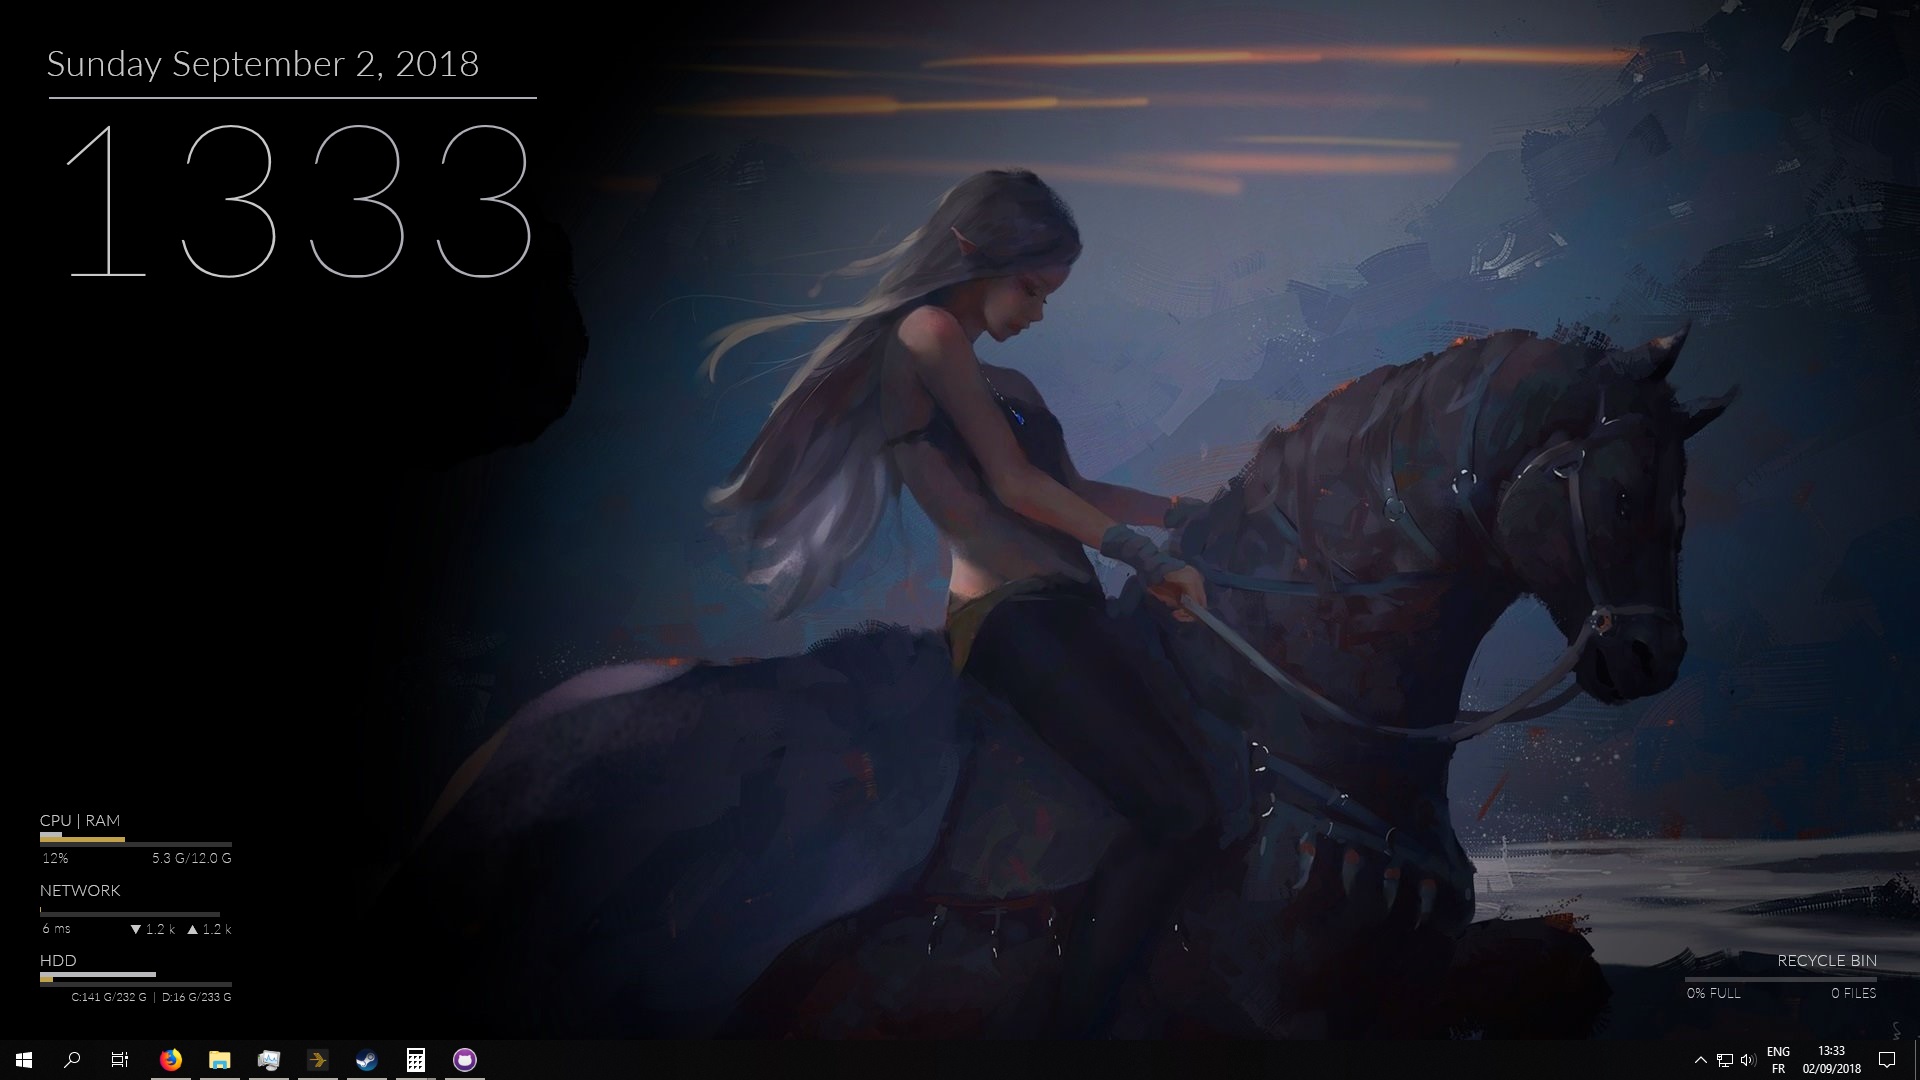 Sunday September 2, 2018
1333
CPU | RAM
12% 5.3 G/12.0 G
NETWORK
6 ms ▼ 1.2 k ▲ 1.2 k
HDD
C:141 G/232 G | D:16 G/233 G
RECYCLE BIN
0% FULL 0 FILES
ENG
FR
13:33
02/09/2018